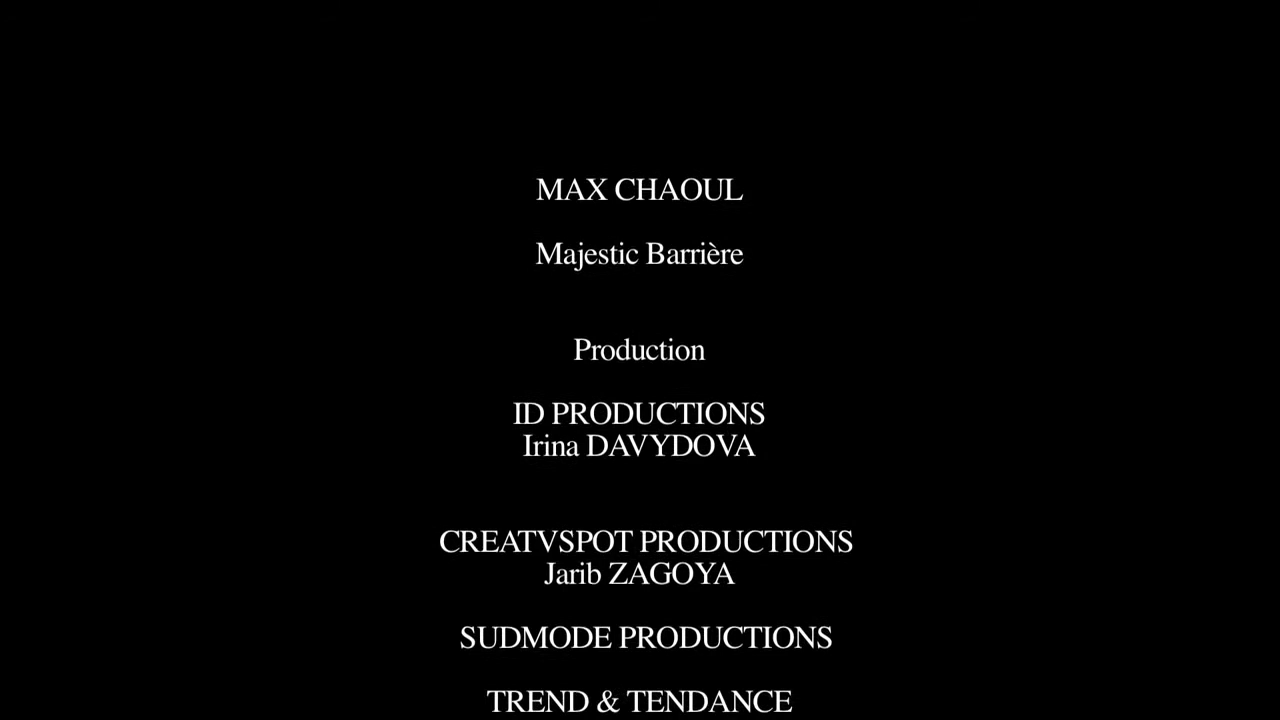 MAX CHAOUL
Majestic Barrière
Production
ID PRODUCTIONS
Irina DAVYDOVA
CREATVSPOT PRODUCTIONS
Jarib ZAGOYA
SUDMODE PRODUCTIONS
TREND & TENDANCE